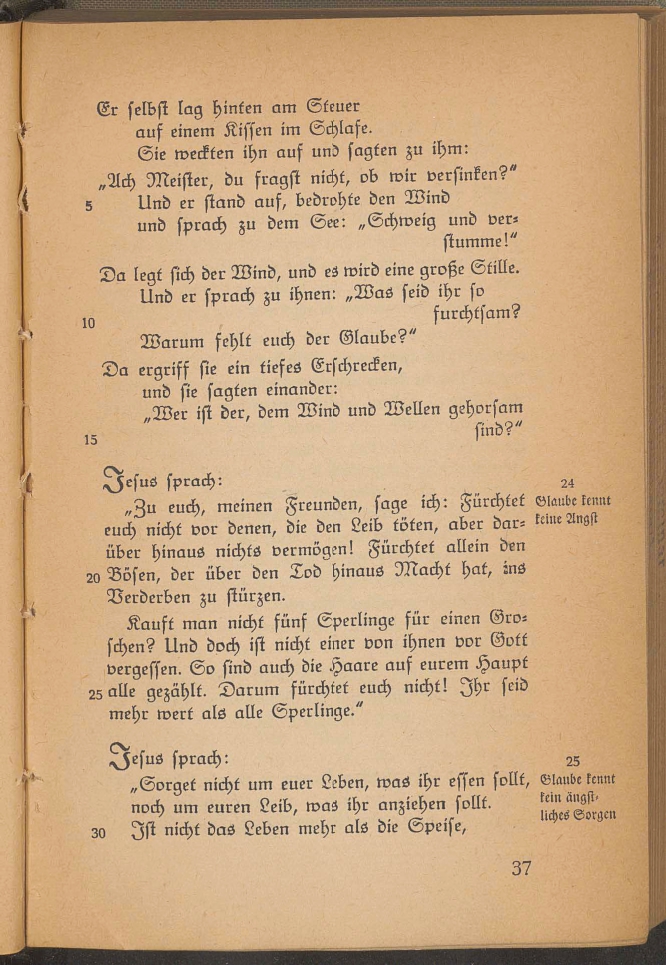 Er selbst lag hinten am Steuer
auf einem Kissen im Schlafe.
Sie weckten ihn auf und sagten zu ihm:
„Ach Meister, du fragst nicht, ob wir versinken?“
5 Und er stand auf, bedrohte den Wind
und sprach zu dem See: „Schweig und ver-
stumme!“
Da legt sich der Wind, und es wird eine große Stille.
Und er sprach zu ihnen: „Was seid ihr so
furchtsam?
10
Warum fehlt euch der Glaube?“
Da ergriff sie ein tiefes Erschrecken,
und sie sagten einander:
„Wer ist der, dem Wind und Wellen gehorsam
sind?“
15
Jesus sprach:
24
„Zu euch, meinen Freunden, sage ich: Fürchtet
Glaube kennt
euch nicht vor denen, die den Leib töten, aber dar-
keine Angst
über hinaus nichts vermögen! Fürchtet allein den
20 Bösen, der über den Tod hinaus Macht hat, ins
Verderben zu stürzen.
Kauft man nicht fünf Sperlinge für einen Gro-
schen? Und doch ist nicht einer von ihnen vor Gott
vergessen. So sind auch die Haare auf eurem Haupt
25 alle gezählt. Darum fürchtet euch nicht! Ihr seid
mehr wert als alle Sperlinge.“
Jesus sprach:
25
„Sorget nicht um euer Leben, was ihr essen sollt,
Glaube kennt
noch um euren Leib, was ihr anziehen sollt.
kein ängst-
liches Sorgen
30 Ist nicht das Leben mehr als die Speise,
37